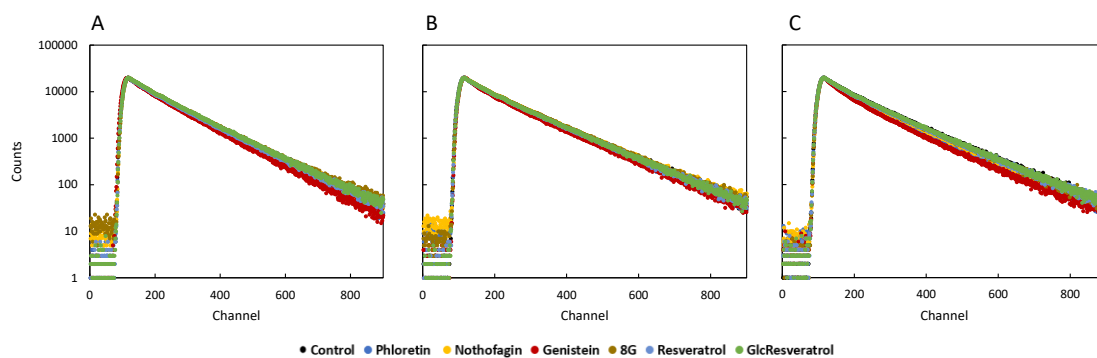 A B C
100000
10000
1000
100
10
1
Counts
0 200 400 600 800
0 200 400 600 800
0 200 400 600 800
Channel Channel Channel
Control Phloretin Nothofagin Genistein 8G Resveratrol GlcResveratrol